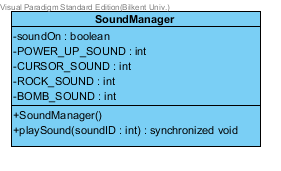 Visual Paradigm Standard Edition(Bilkent Univ.)
SoundManager
-soundOn : boolean
-POWER_UP_SOUND : int
-CURSOR_SOUND : int
-ROCK_SOUND : int
-BOMB_SOUND : int
+SoundManager()
+playSound(soundID : int) : synchronized void